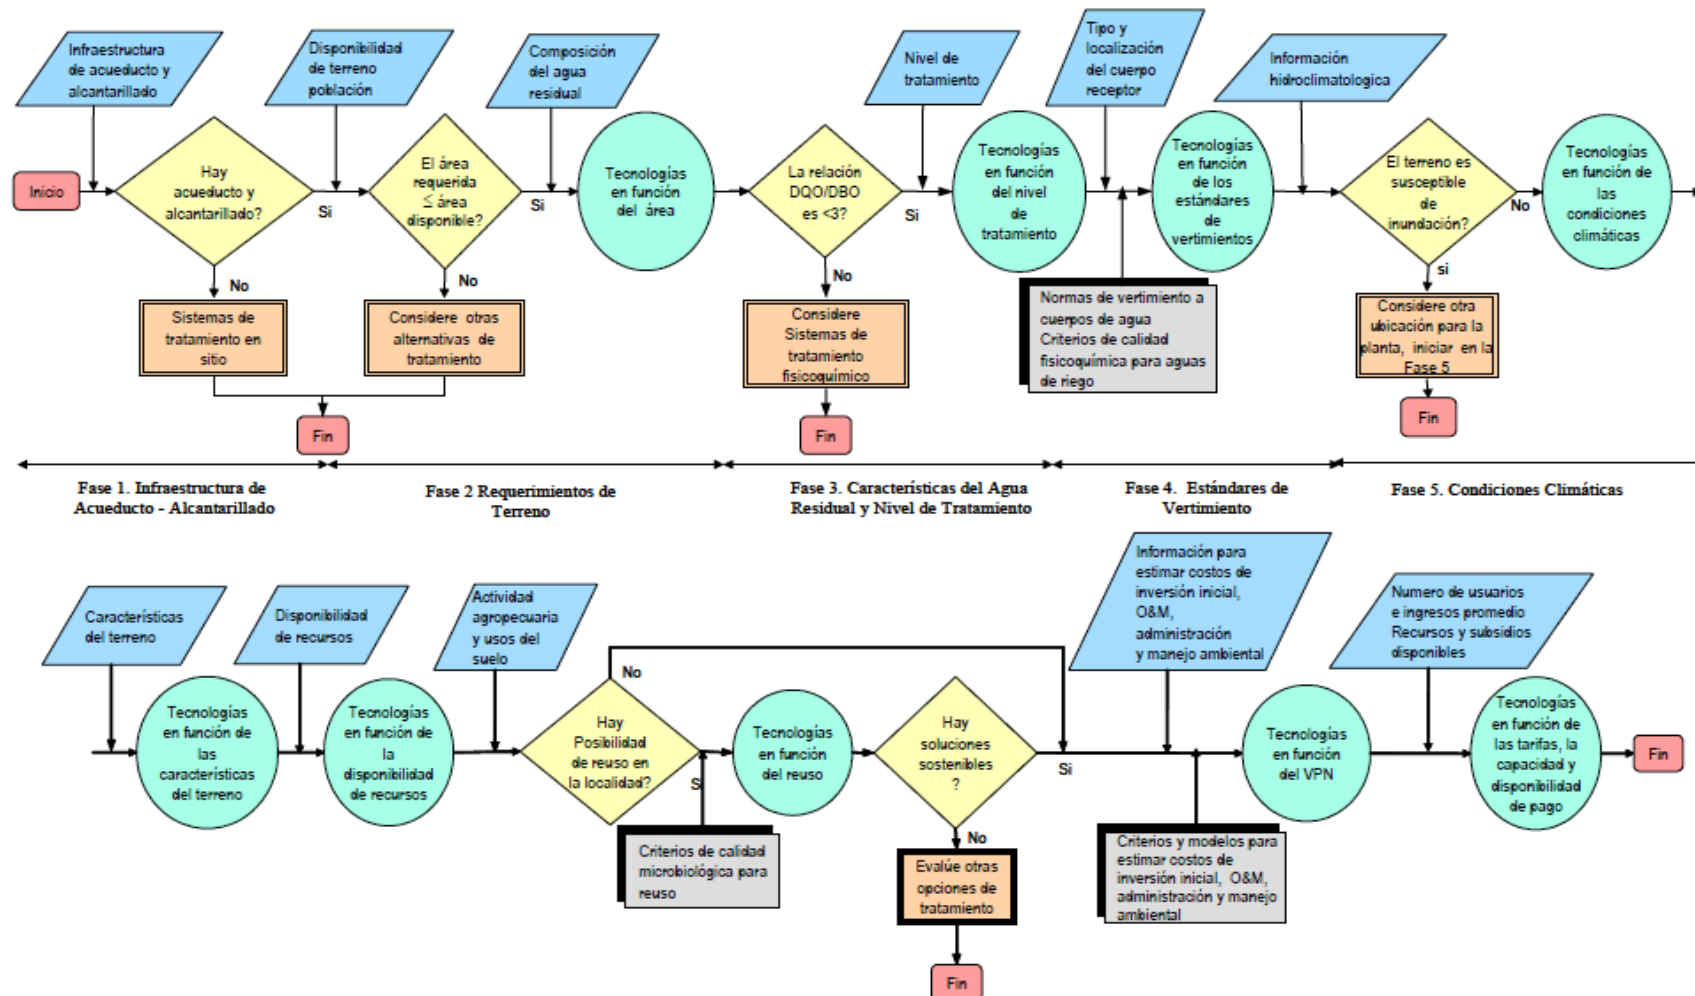 Infraestructura
de acueducto y
alcantarillado
Disponibilidad
de terreno
población
Composición
del agua
residual
Nivel de
tratamiento
Tipo y
localización
del cuerpo
receptor
Información
hidroclimatologica
Inicio
Hay
acueducto y
alcantarillado?
Si
No
Sistemas de
tratamiento en
sitio
El área
requerida
≤ área
disponible?
Si
No
Considere otras
alternativas de
tratamiento
Fin
Tecnologías
en función
del área
La relación
DQO/DBO
es <3?
Si
No
Considere
Sistemas de
tratamiento
fisicoquímico
Fin
Tecnologías
en función
del nivel
de
tratamiento
Normas de vertimiento a
cuerpos de agua
Criterios de calidad
fisicoquímica para aguas
de riego
Tecnologías
en función
de los
estándares
de
vertimientos
El terreno es
susceptible
de
inundación?
No
si
Considere otra
ubicación para la
planta, iniciar en la
Fase 5
Fin
Tecnologías
en función de
las
condiciones
climáticas
Fase 1. Infraestructura de
Acueducto - Alcantarillado
Fase 2 Requerimientos de
Terreno
Fase 3. Características del Agua
Residual y Nivel de Tratamiento
Fase 4. Estándares de
Vertimiento
Fase 5. Condiciones Climáticas
Características
del terreno
Disponibilidad
de recursos
Actividad
agropecuaria
y usos del
suelo
Información para
estimar costos de
inversión inicial,
O&M,
administración
y manejo ambiental
Numero de usuarios
e ingresos promedio
Recursos y subsidios
disponibles
Tecnologías
en función de
las
características
del terreno
Tecnologías
en función de
la
disponibilidad
de recursos
Hay
Posibilidad
de reuso en
la localidad?
No
S
Criterios de calidad
microbiológica para
reuso
Tecnologías
en función
del reuso
Hay
soluciones
sostenibles
?
Si
No
Evalúe otras
opciones de
tratamiento
Fin
Criterios y modelos para
estimar costos de
inversión inicial, O&M,
administración y manejo
ambiental
Tecnologías
en función
del VPN
Tecnologías
en función de
las tarifas, la
capacidad y
disponibilidad
de pago
Fin